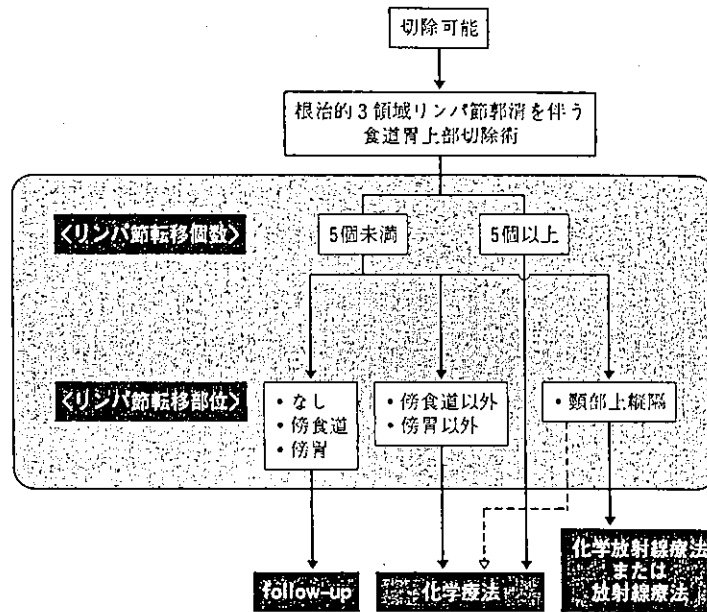 切除可能
根治的3領域リンパ節郭清を伴う
食道胃上部切除術
〈リンパ節転移個数〉
5個未満
5個以上
〈リンパ節転移部位〉
・なし
・傍食道
・傍胃
・傍食道以外
・傍胃以外
・頸部上縦隔
follow-up
化学療法
化学放射線療法
または
放射線療法